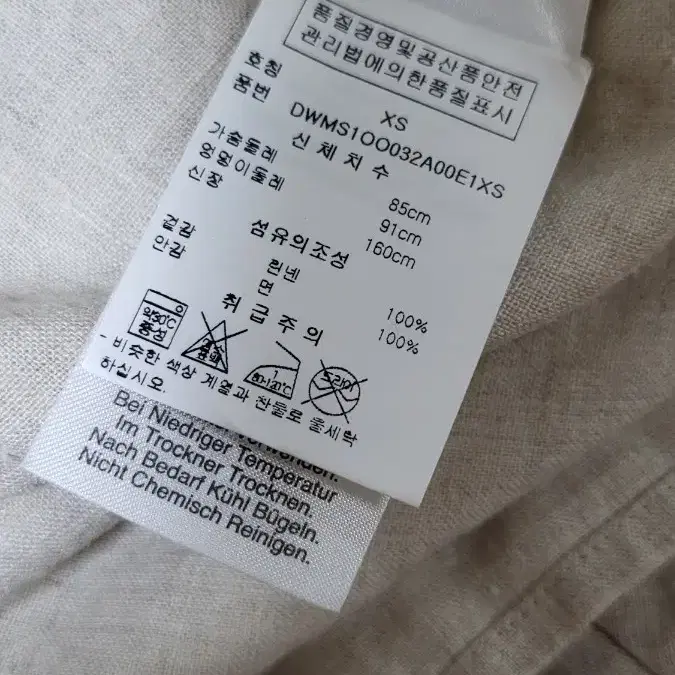 품질경영및공산품안전
관리법에의한품질표시
호칭 XS
품번 DWMS1OO032A00E1XS
신체치수
가슴둘레 85cm
엉덩이둘레 91cm
신장 160cm
섬유의조성
겉감 린넨 100%
안감 면 100%
취급주의
약30°C
중성
80-120°C
드라이
- 비슷한 색상 계열과 찬물로 울세탁
하십시오.
Bei Niedriger Temperatur
Im Trockner Trocknen.
Nach Bedarf Kühl Bügeln.
Nicht Chemisch Reinigen.